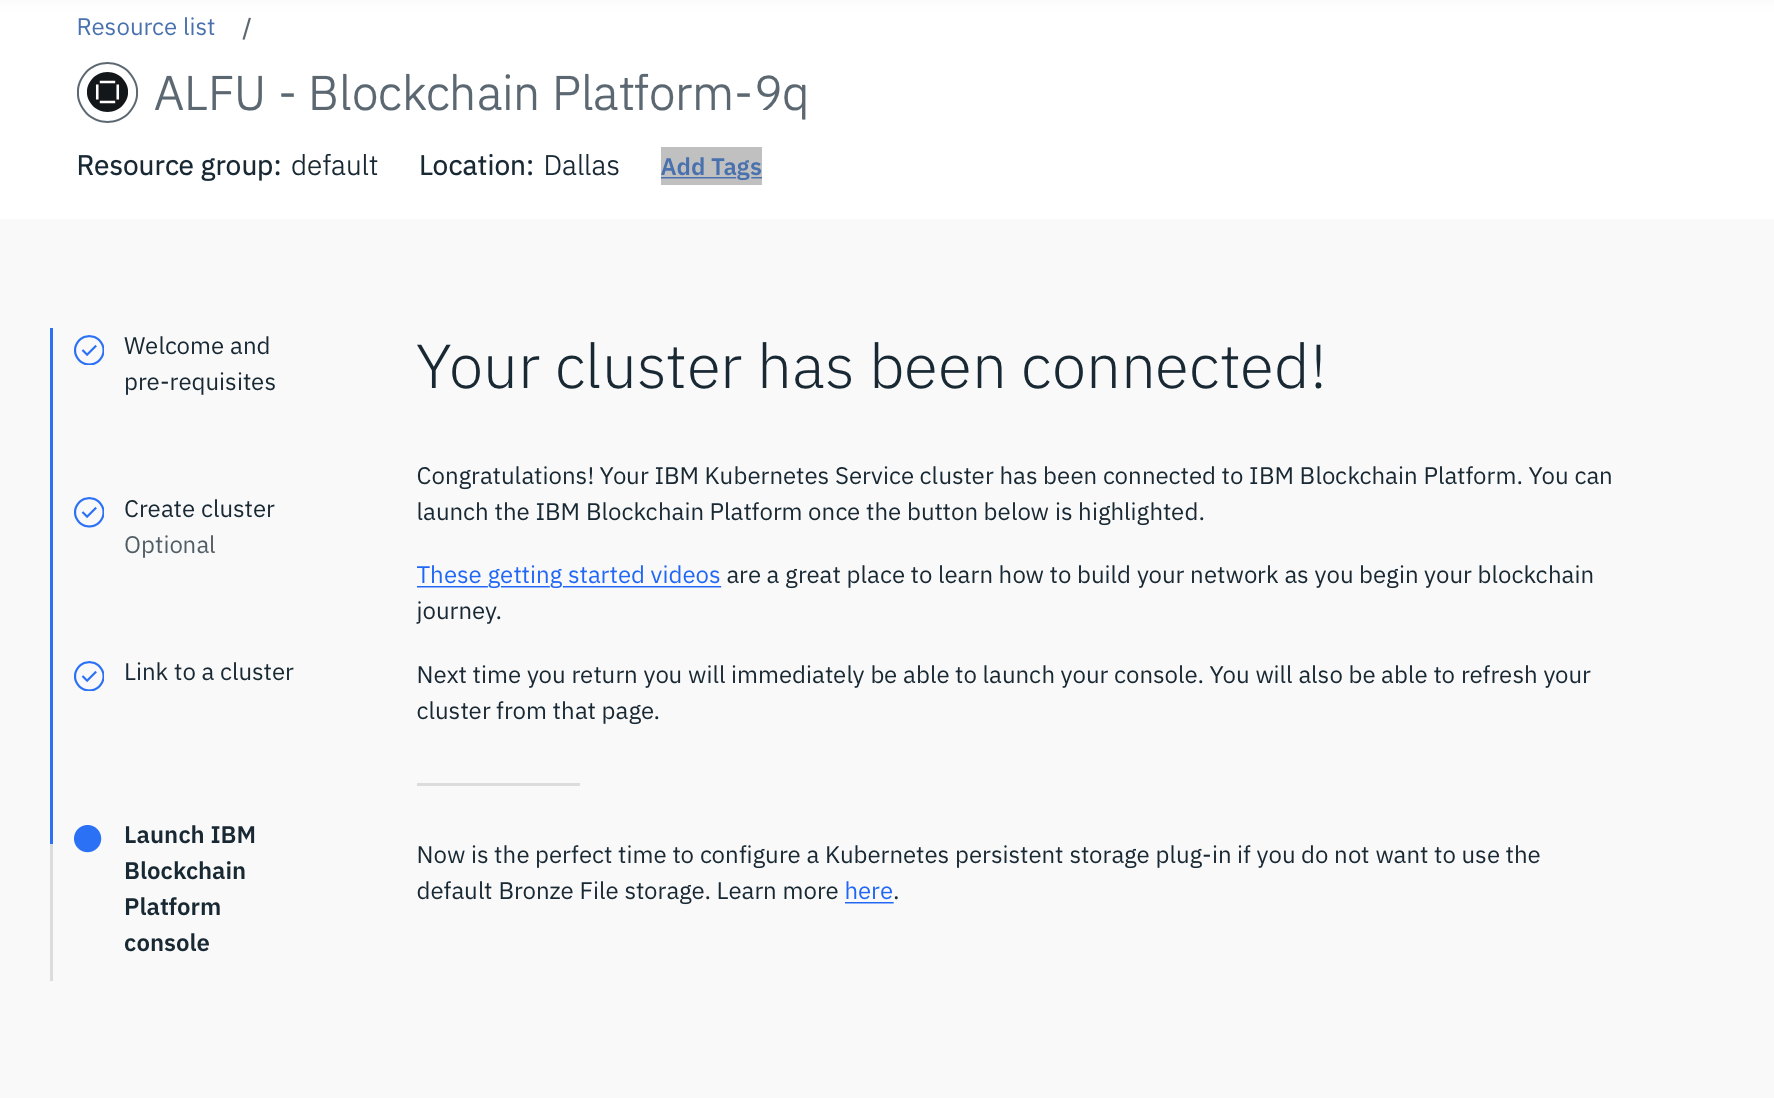 Resource list /
ALFU - Blockchain Platform-9q
Resource group: default Location: Dallas Add Tags
Welcome and
pre-requisites
Create cluster
Optional
Link to a cluster
Launch IBM
Blockchain
Platform
console
Your cluster has been connected!
Congratulations! Your IBM Kubernetes Service cluster has been connected to IBM Blockchain Platform. You can
launch the IBM Blockchain Platform once the button below is highlighted.
These getting started videos are a great place to learn how to build your network as you begin your blockchain
journey.
Next time you return you will immediately be able to launch your console. You will also be able to refresh your
cluster from that page.
Now is the perfect time to configure a Kubernetes persistent storage plug-in if you do not want to use the
default Bronze File storage. Learn more here.